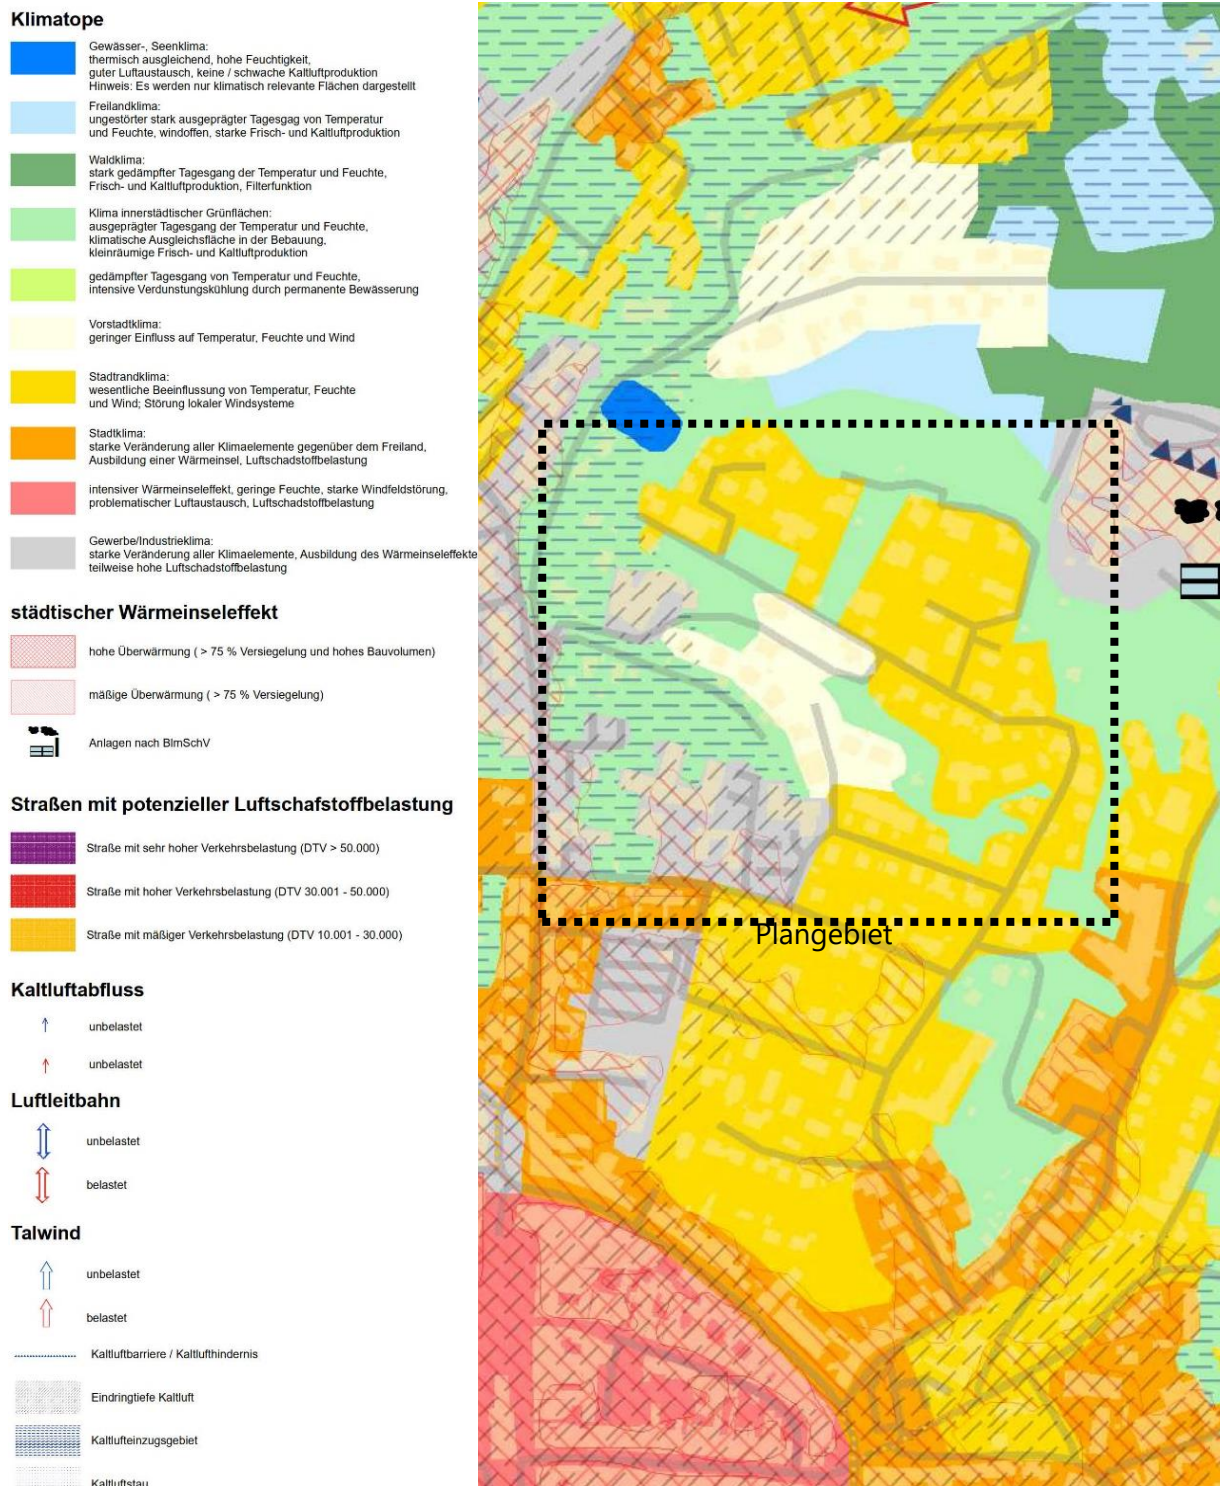 Klimatope
Gewässer-, Seenklima:
thermisch ausgleichend, hohe Feuchtigkeit,
guter Luftaustausch, keine / schwache Kaltluftproduktion
Hinweis: Es werden nur klimatisch relevante Flächen dargestellt
Freilandklima:
ungestörter stark ausgeprägter Tagesgag von Temperatur
und Feuchte, windoffen, starke Frisch- und Kaltluftproduktion
Waldklima:
stark gedämpfter Tagesgang der Temperatur und Feuchte,
Frisch- und Kaltluftproduktion, Filterfunktion
Klima innerstädtischer Grünflächen:
ausgeprägter Tagesgang der Temperatur und Feuchte,
klimatische Ausgleichsfläche in der Bebauung,
kleinräumige Frisch- und Kaltluftproduktion
gedämpfter Tagesgang von Temperatur und Feuchte,
intensive Verdunstungskühlung durch permanente Bewässerung
Vorstadtklima:
geringer Einfluss auf Temperatur, Feuchte und Wind
Stadtrandklima:
wesentliche Beeinflussung von Temperatur, Feuchte
und Wind; Störung lokaler Windsysteme
Stadtklima:
starke Veränderung aller Klimaelemente gegenüber dem Freiland,
Ausbildung einer Wärmeinsel, Luftschadstoffbelastung
intensiver Wärmeinseleffekt, geringe Feuchte, starke Windfeldstörung,
problematischer Luftaustausch, Luftschadstoffbelastung
Gewerbe/Industrieklima:
starke Veränderung aller Klimaelemente, Ausbildung des Wärmeinseleffekte
teilweise hohe Luftschadstoffbelastung
städtischer Wärmeinseleffekt
hohe Überwärmung ( > 75 % Versiegelung und hohes Bauvolumen)
mäßige Überwärmung ( > 75 % Versiegelung)
Anlagen nach BImSchV
Straßen mit potenzieller Luftschafstoffbelastung
Straße mit sehr hoher Verkehrsbelastung (DTV > 50.000)
Straße mit hoher Verkehrsbelastung (DTV 30.001 - 50.000)
Straße mit mäßiger Verkehrsbelastung (DTV 10.001 - 30.000)
Kaltluftabfluss
unbelastet
unbelastet
Luftleitbahn
unbelastet
belastet
Talwind
unbelastet
belastet
Kaltluftbarriere / Kaltlufthindernis
Eindringtiefe Kaltluft
Kaltlufteinzugsgebiet
Kaltluftstau
Plangebiet